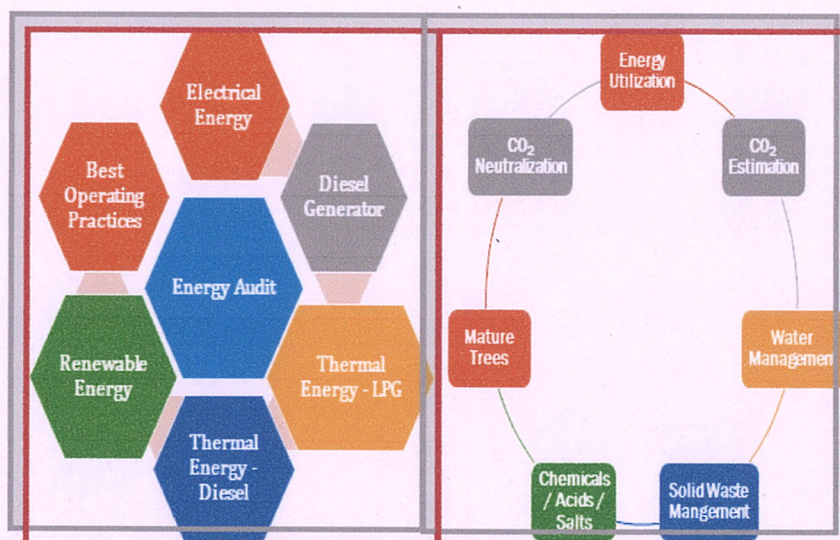 Electrical
Energy
Best
Operating
Practices
Diesel
Generator
Energy Audit
Renewable
Energy
Thermal
Energy - LPG
Thermal
Energy -
Diesel
Energy
Utilization
CO₂
Neutralization
CO₂
Estimation
Mature
Trees
Water
Managemen
Chemicals
/ Acids /
Salts
Solid Waste
Mangement